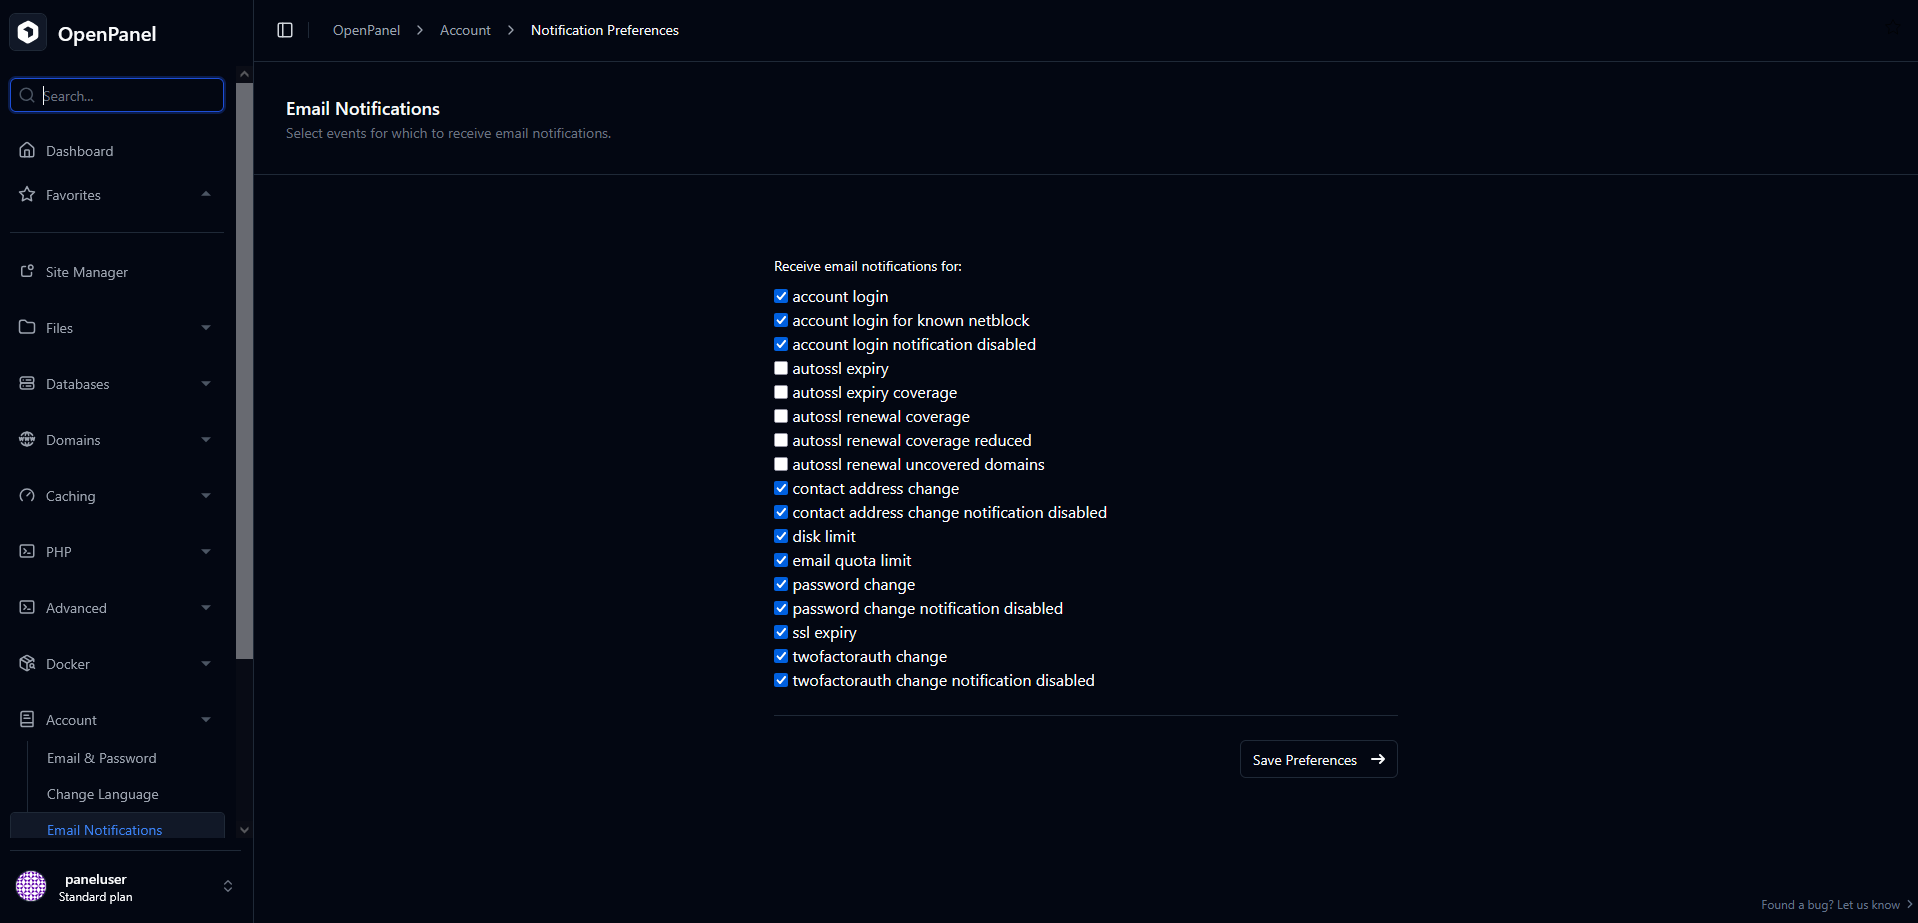 OpenPanel
Search...
Dashboard
Favorites
Site Manager
Files
Databases
Domains
Caching
PHP
Advanced
Docker
Account
Email & Password
Change Language
Email Notifications
paneluser
Standard plan
OpenPanel > Account > Notification Preferences
Email Notifications
Select events for which to receive email notifications.
Receive email notifications for:
account login
account login for known netblock
account login notification disabled
autossl expiry
autossl expiry coverage
autossl renewal coverage
autossl renewal coverage reduced
autossl renewal uncovered domains
contact address change
contact address change notification disabled
disk limit
email quota limit
password change
password change notification disabled
ssl expiry
twofactorauth change
twofactorauth change notification disabled
Save Preferences
Found a bug? Let us know